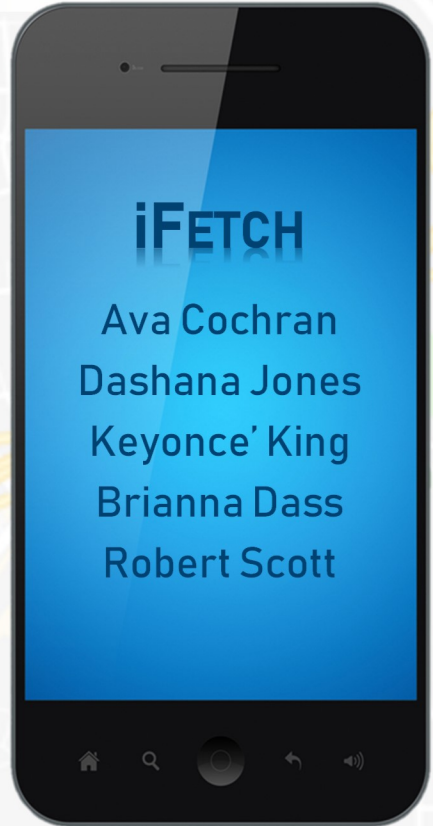 iFETCH
Ava Cochran
Dashana Jones
Keyonce’ King
Brianna Dass
Robert Scott